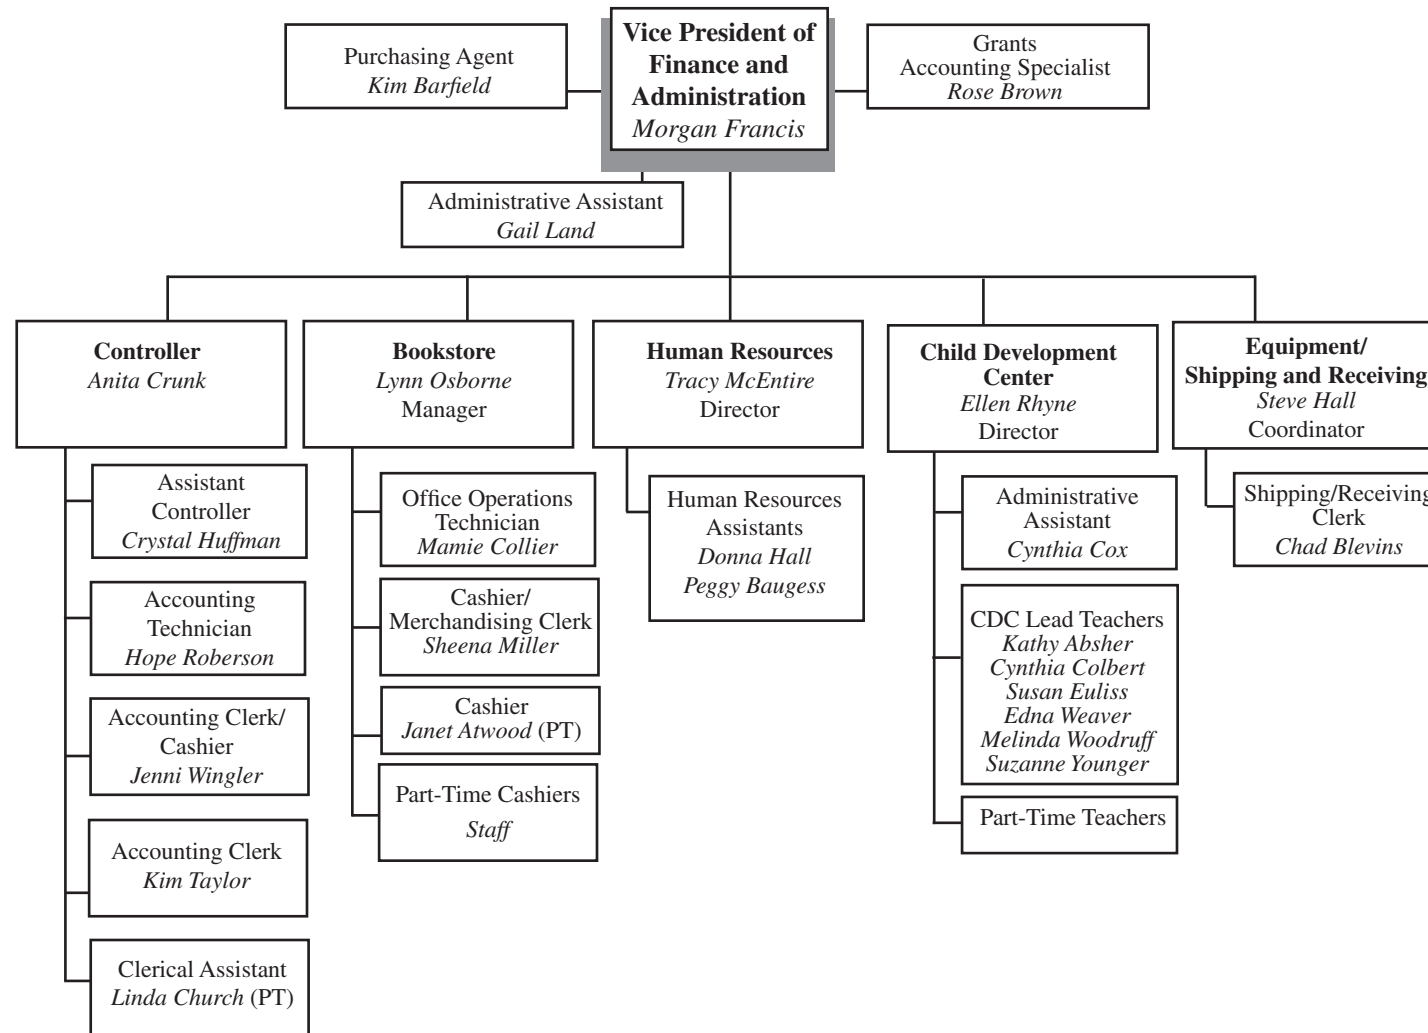 Purchasing Agent
Kim Barfield
Vice President of
Finance and
Administration
Morgan Francis
Grants
Accounting Specialist
Rose Brown
Administrative Assistant
Gail Land
Controller
Anita Crunk
Bookstore
Lynn Osborne
Manager
Human Resources
Tracy McEntire
Director
Child Development
Center
Ellen Rhyne
Director
Equipment/
Shipping and Receiving
Steve Hall
Coordinator
Assistant
Controller
Crystal Huffman
Accounting
Technician
Hope Roberson
Accounting Clerk/
Cashier
Jenni Wingler
Accounting Clerk
Kim Taylor
Clerical Assistant
Linda Church (PT)
Office Operations
Technician
Mamie Collier
Cashier/
Merchandising Clerk
Sheena Miller
Cashier
Janet Atwood (PT)
Part-Time Cashiers
Staff
Human Resources
Assistants
Donna Hall
Peggy Baugess
Administrative
Assistant
Cynthia Cox
CDC Lead Teachers
Kathy Absher
Cynthia Colbert
Susan Euliss
Edna Weaver
Melinda Woodruff
Suzanne Younger
Part-Time Teachers
Shipping/Receiving
Clerk
Chad Blevins